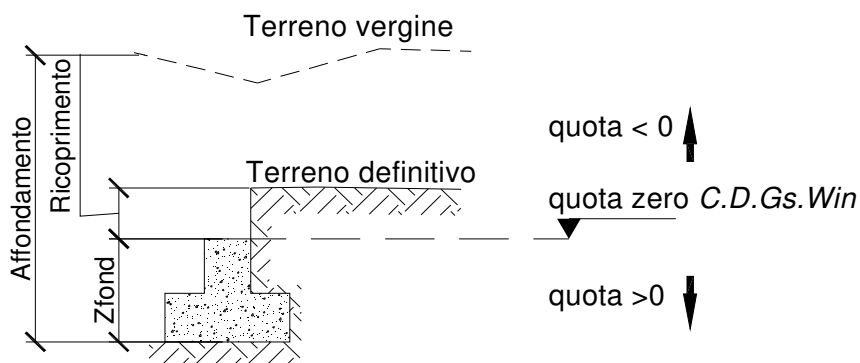 Terreno vergine
Affondamento
Ricoprimento
quota < 0
Terreno definitivo
quota zero C.D.Gs.Win
Zfond
quota >0